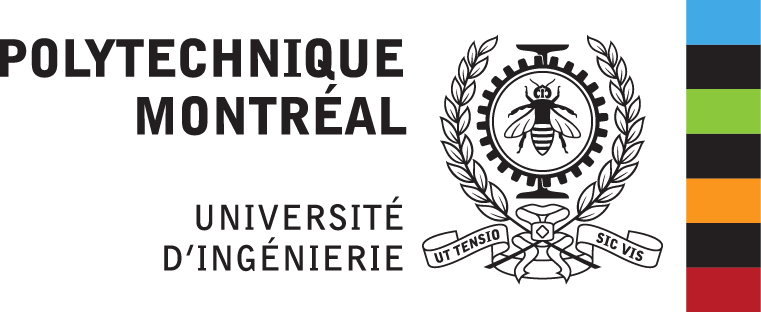 POLYTECHNIQUE
MONTRÉAL
UNIVERSITÉ
D'INGÉNIERIE
UT TENSIO
SIC VIS